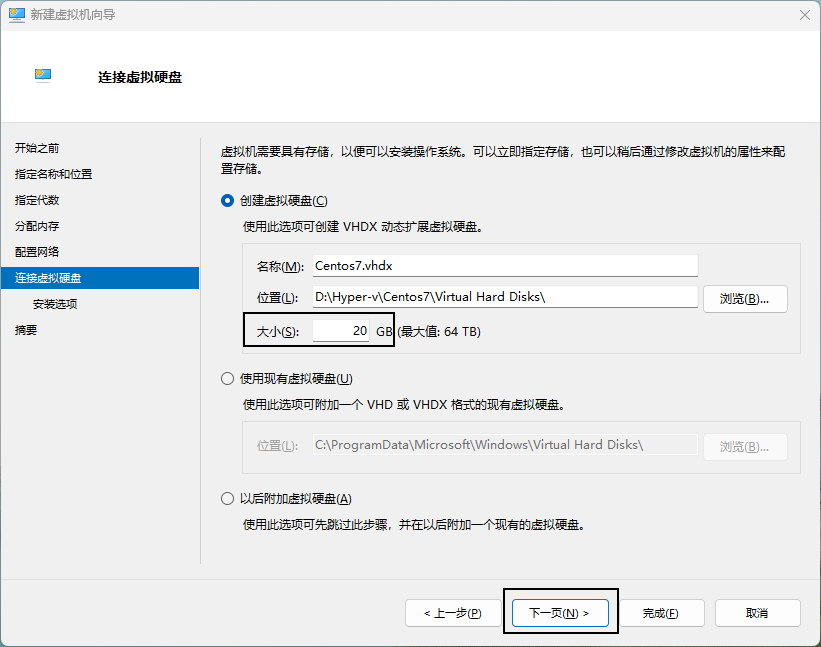 新建虚拟机向导
连接虚拟硬盘
开始之前
指定名称和位置
指定代数
分配内存
配置网络
连接虚拟硬盘
安装选项
摘要
虚拟机需要具有存储，以便可以安装操作系统。可以立即指定存储，也可以稍后通过修改虚拟机的属性来配
置存储。
创建虚拟硬盘(C)
使用此选项可创建 VHDX 动态扩展虚拟硬盘。
名称(M): Centos7.vhdx
位置(L): D:\Hyper-v\Centos7\Virtual Hard Disks\ 浏览(B)...
大小(S): 20 GB (最大值: 64 TB)
使用现有虚拟硬盘(U)
使用此选项可附加一个 VHD 或 VHDX 格式的现有虚拟硬盘。
位置(L): C:\ProgramData\Microsoft\Windows\Virtual Hard Disks\ 浏览(B)...
以后附加虚拟硬盘(A)
使用此选项可先跳过此步骤，并在以后附加一个现有的虚拟硬盘。
< 上一步(P) 下一页(N) > 完成(F) 取消